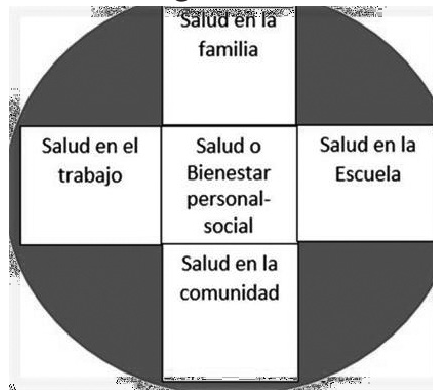 Salud en la
familia
Salud en el
trabajo
Salud o
Bienestar
personal-
social
Salud en la
Escuela
Salud en la
comunidad